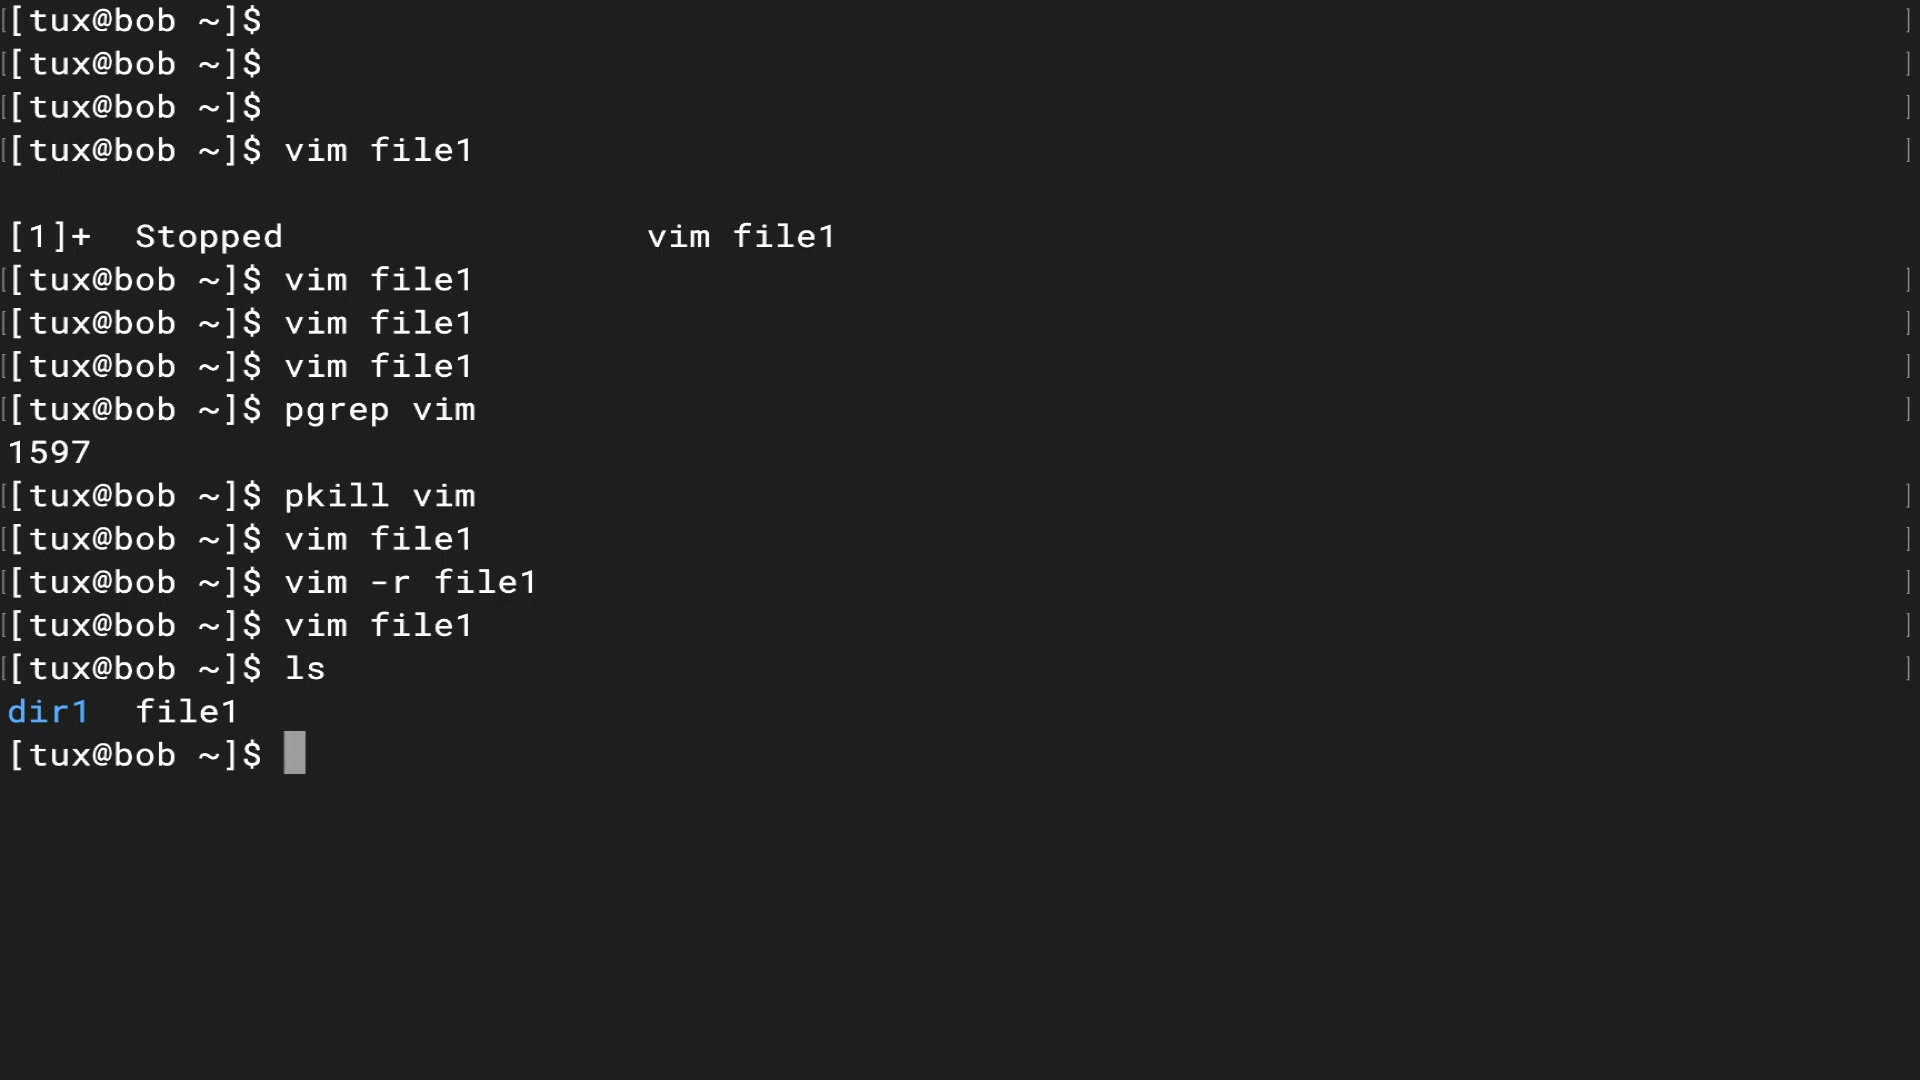 [tux@bob ~]$
[tux@bob ~]$
[tux@bob ~]$
[tux@bob ~]$ vim file1
[1]+  Stopped                 vim file1
[tux@bob ~]$ vim file1
[tux@bob ~]$ vim file1
[tux@bob ~]$ vim file1
[tux@bob ~]$ pgrep vim
1597
[tux@bob ~]$ pkill vim
[tux@bob ~]$ vim file1
[tux@bob ~]$ vim -r file1
[tux@bob ~]$ vim file1
[tux@bob ~]$ ls
dir1  file1
[tux@bob ~]$